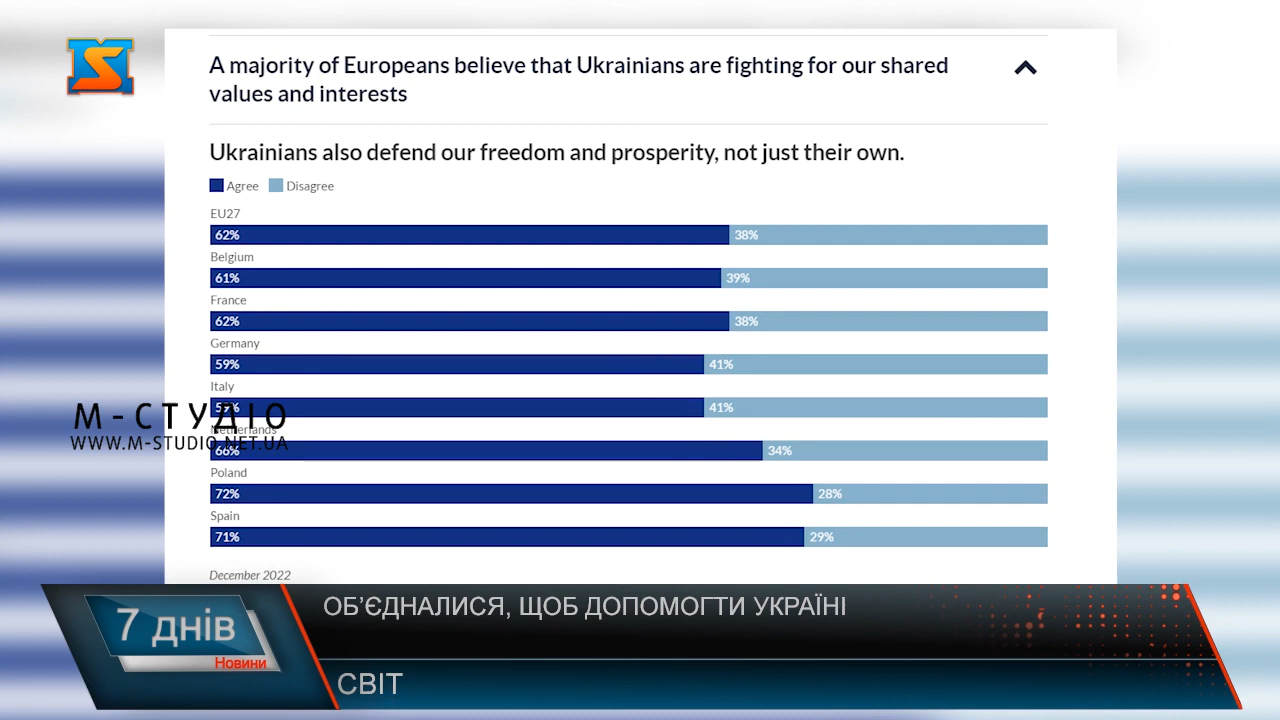 A majority of Europeans believe that Ukrainians are fighting for our shared
values and interests
Ukrainians also defend our freedom and prosperity, not just their own.
Agree Disagree
EU27
62% 38%
Belgium
61% 39%
France
62% 38%
Germany
59% 41%
Italy
59% 41%
М-СТУДІО
Netherlands
WWW.M-STUDIO.NET.UA
66% 34%
Poland
72% 28%
Spain
71% 29%
December 2022
7 днів
Новини
ОБ’ЄДНАЛИСЯ, ЩОБ ДОПОМОГТИ УКРАЇНІ
СВІТ